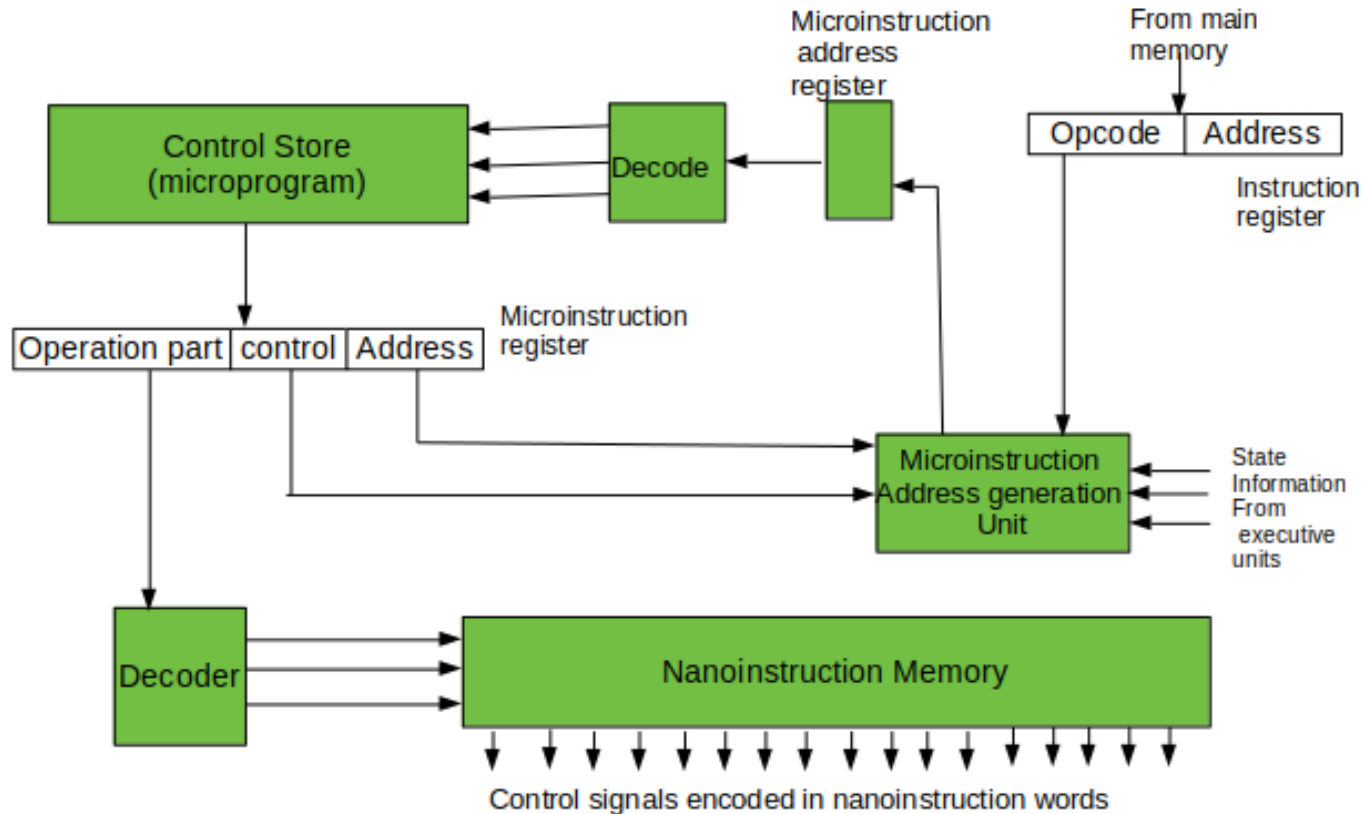 Microinstruction
address
register
From main
memory
Control Store
(microprogram)
Decode
Opcode
Address
Instruction
register
Operation part
control
Address
Microinstruction
register
Microinstruction
Address generation
Unit
State
Information
From
executive
units
Decoder
Nanoinstruction Memory
Control signals encoded in nanoinstruction words